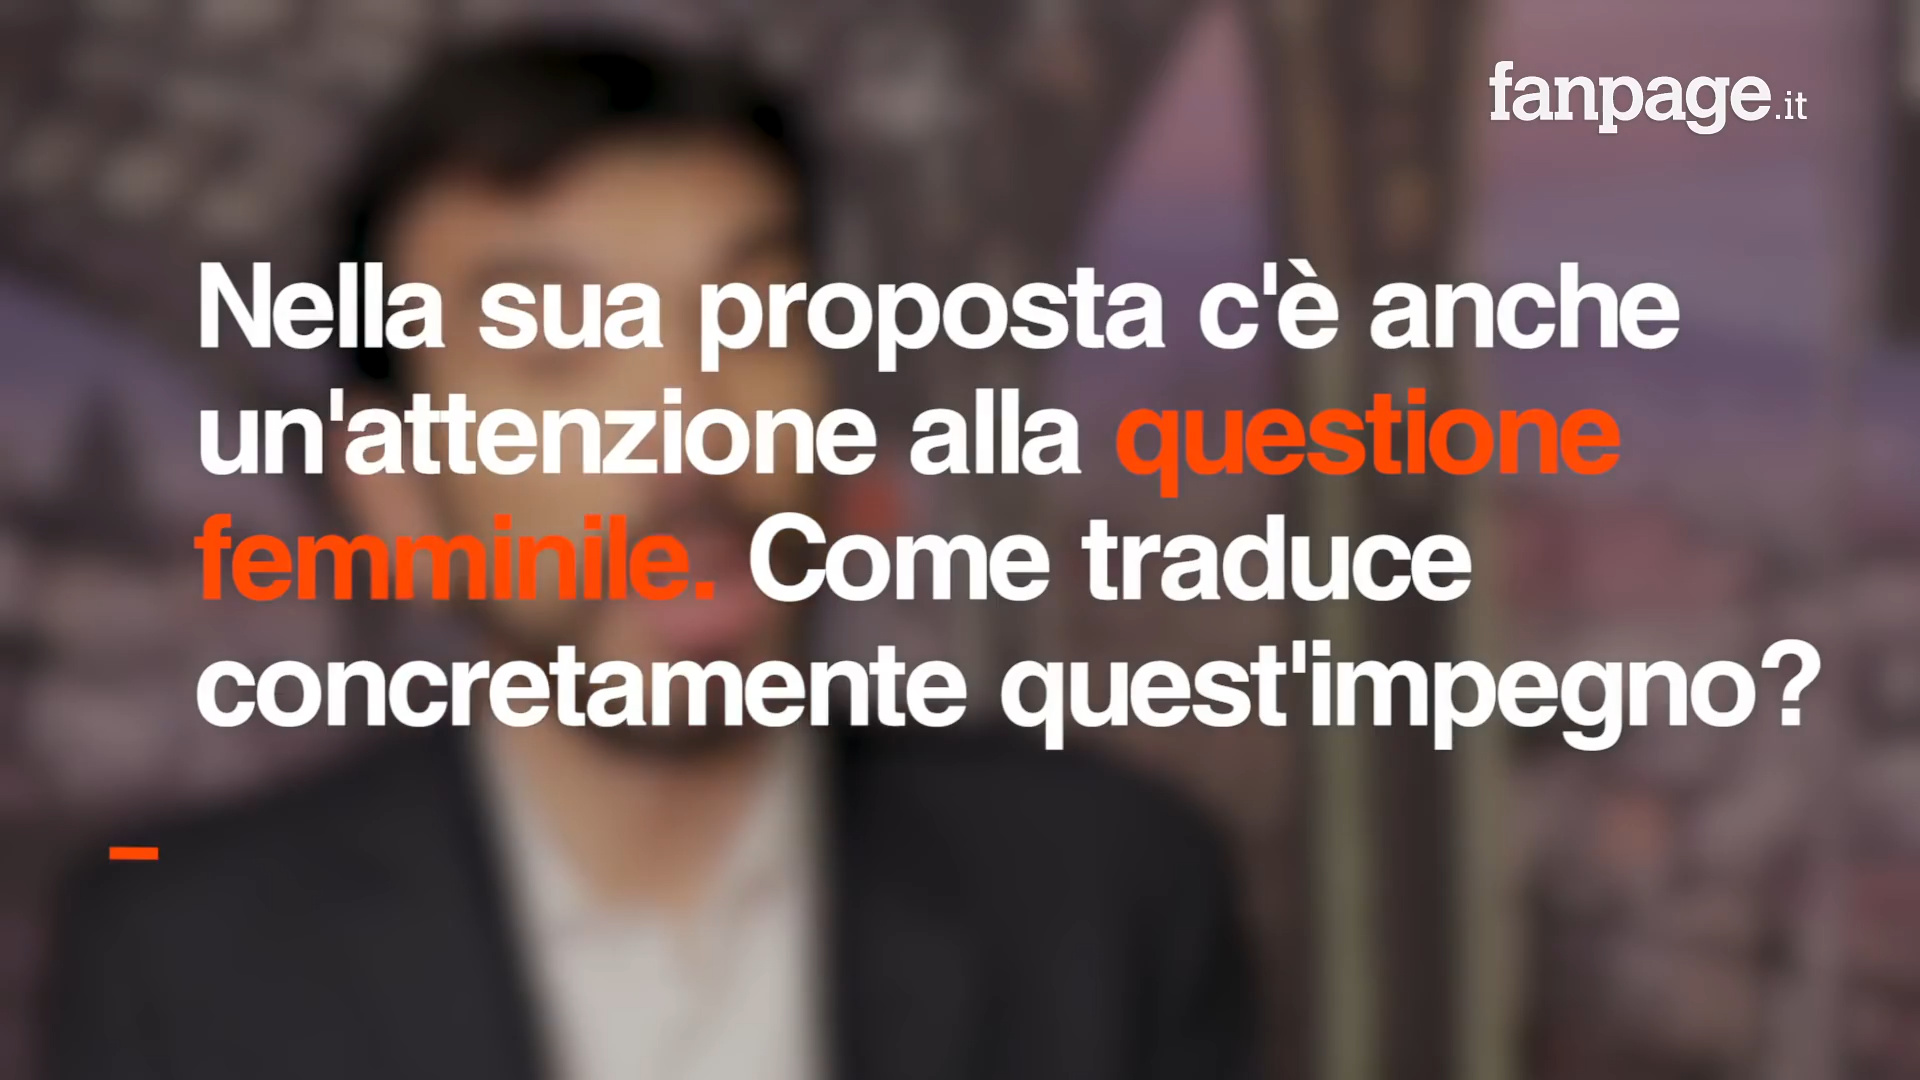 fanpage.it
Nella sua proposta c'è anche
un'attenzione alla questione
femminile. Come traduce
concretamente quest'impegno?